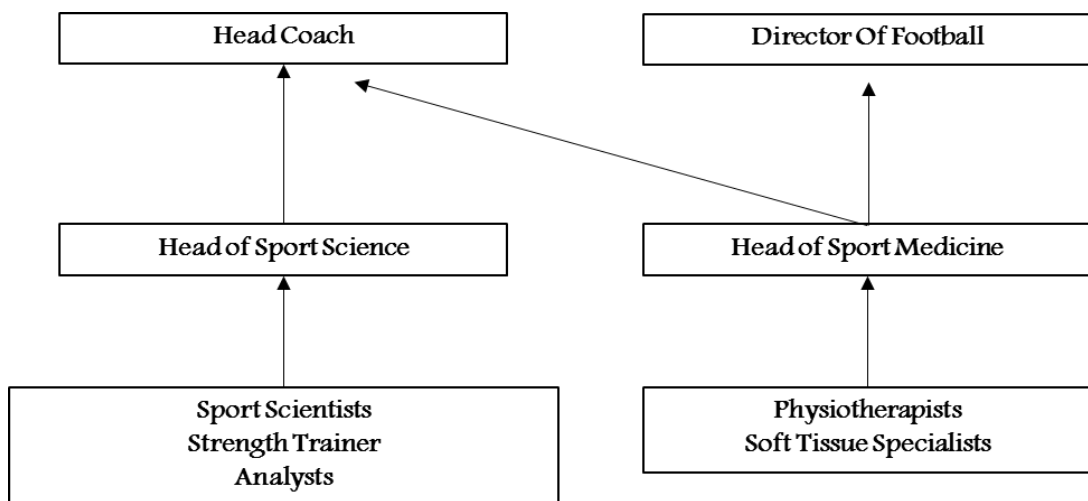 Head Coach
Director Of Football
Head of Sport Science
Head of Sport Medicine
Sport Scientists
Strength Trainer
Analysts
Physiotherapists
Soft Tissue Specialists